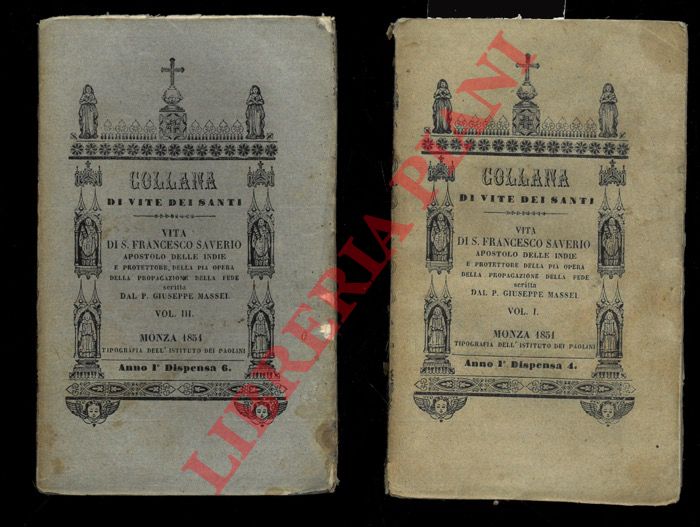 COLLANA
DI VITE DEI SANTI
VITA
DI S. FRANCESCO SAVERIO
APOSTOLO DELLE INDIE
E PROTETTORE DELLA PIA OPERA
DELLA PROPAGAZIONE DELLA FEDE
scritta
DAL P. GIUSEPPE MASSEI
VOL. III.
MONZA 1851
TIPOGRAFIA DELL' ISTITUTO DEI PAOLINI
Anno I° Dispensa 6.
COLLANA
DI VITE DEI SANTI
VITA
DI S. FRANCESCO SAVERIO
APOSTOLO DELLE INDIE
E PROTETTORE DELLA PIA OPERA
DELLA PROPAGAZIONE DELLA FEDE
scritta
DAL P. GIUSEPPE MASSEI
VOL. I.
MONZA 1851
TIPOGRAFIA DELL' ISTITUTO DEI PAOLINI
Anno I° Dispensa 4.
LIBRERIA PIANI